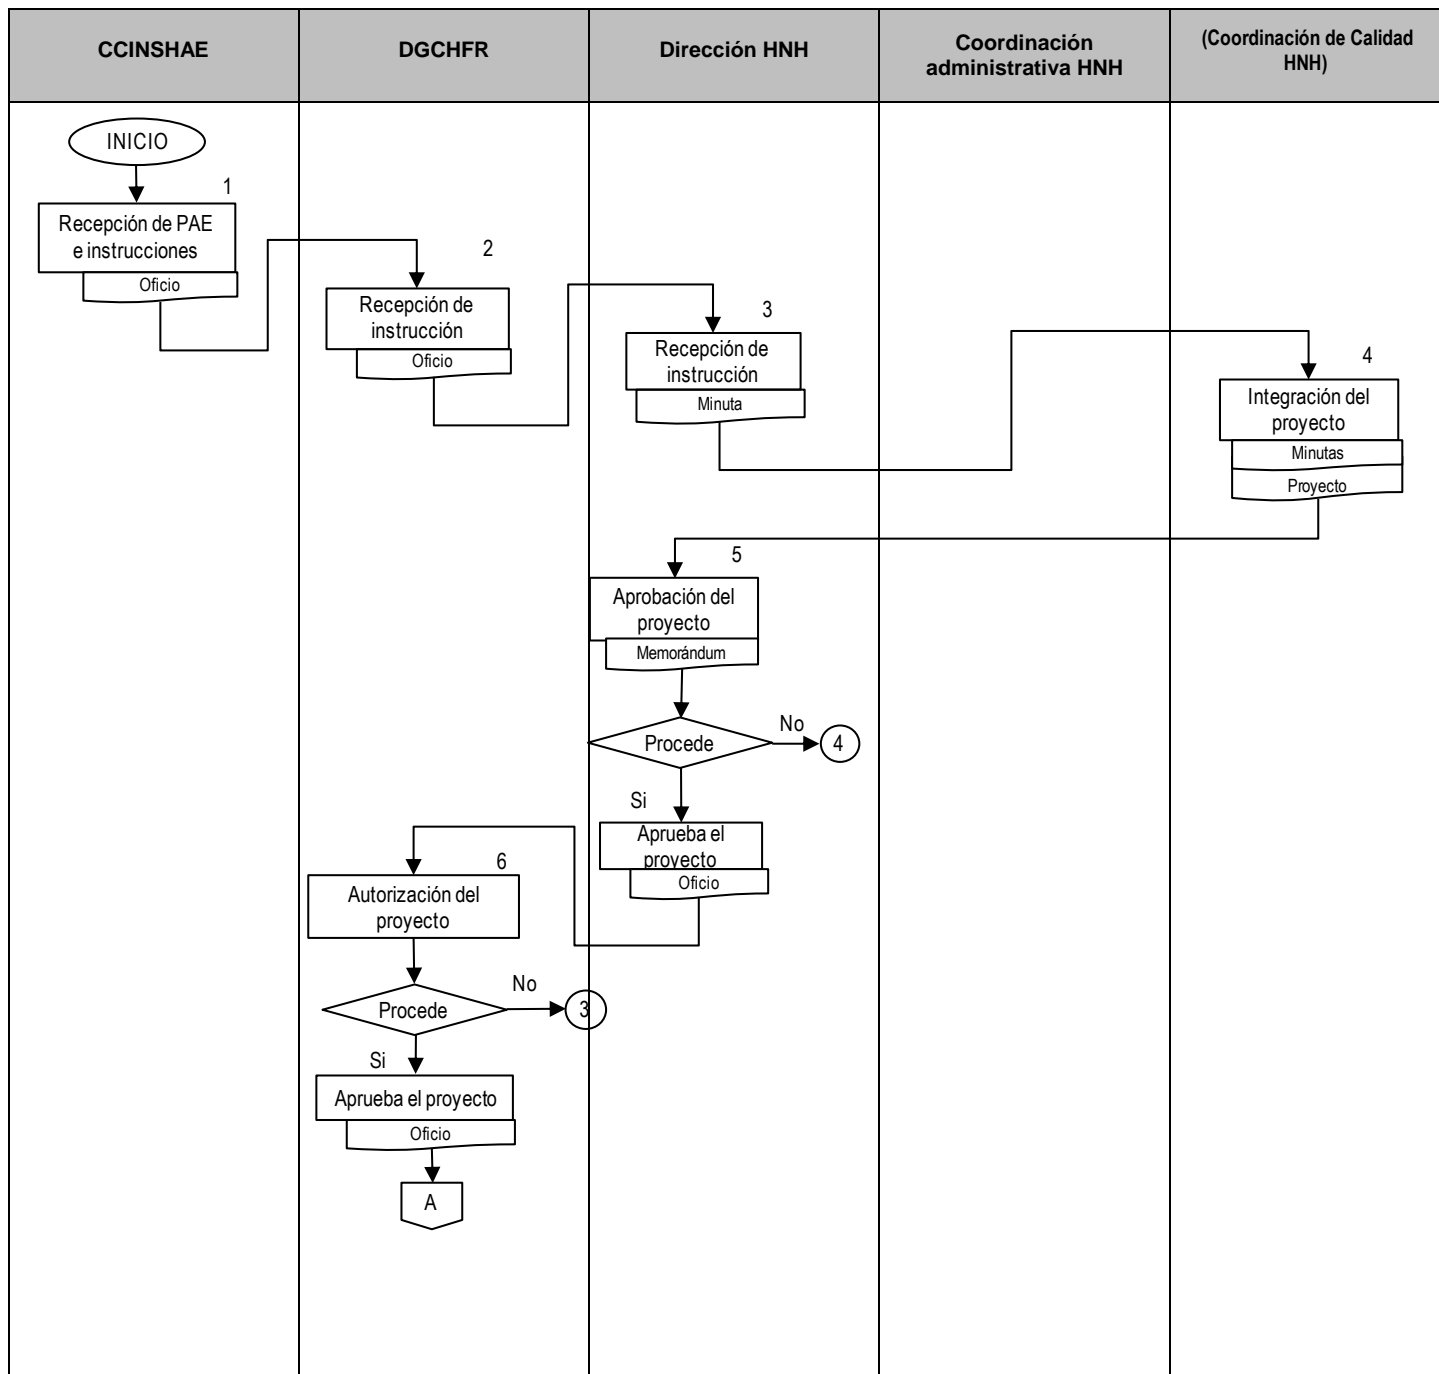 CCINSHAE
DGCHFR
Dirección HNH
Coordinación
administrativa HNH
(Coordinación de Calidad
HNH)
INICIO
1
Recepción de PAE
e instrucciones
Oficio
2
Recepción de
instrucción
Oficio
3
Recepción de
instrucción
Minuta
4
Integración del
proyecto
Minutas
Proyecto
5
Aprobación del
proyecto
Memorándum
Procede
No
4
Si
Aprueba el
proyecto
Oficio
6
Autorización del
proyecto
Procede
No
3
Si
Aprueba el proyecto
Oficio
A